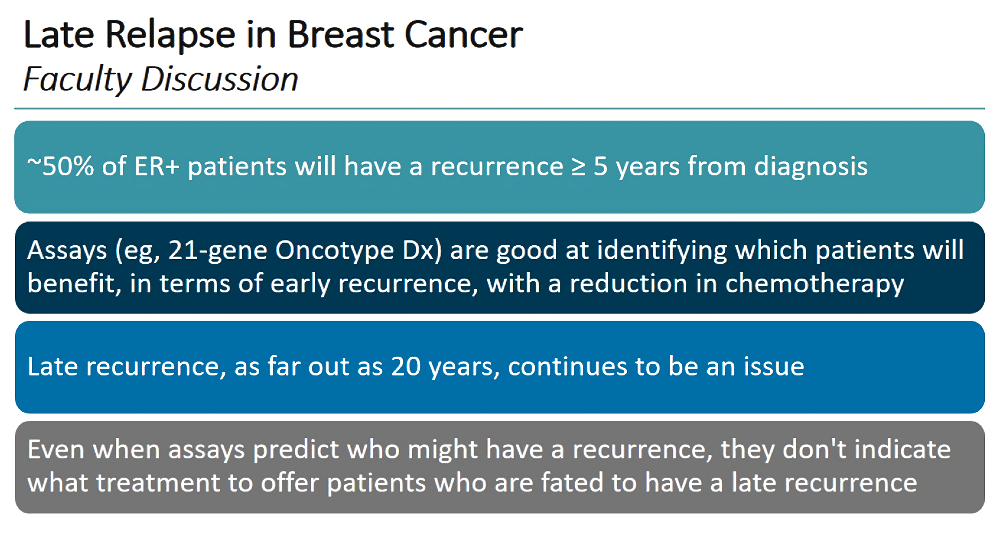 Late Relapse in Breast Cancer
Faculty Discussion
~50% of ER+ patients will have a recurrence ≥ 5 years from diagnosis
Assays (eg, 21-gene Oncotype Dx) are good at identifying which patients will
benefit, in terms of early recurrence, with a reduction in chemotherapy
Late recurrence, as far out as 20 years, continues to be an issue
Even when assays predict who might have a recurrence, they don't indicate
what treatment to offer patients who are fated to have a late recurrence